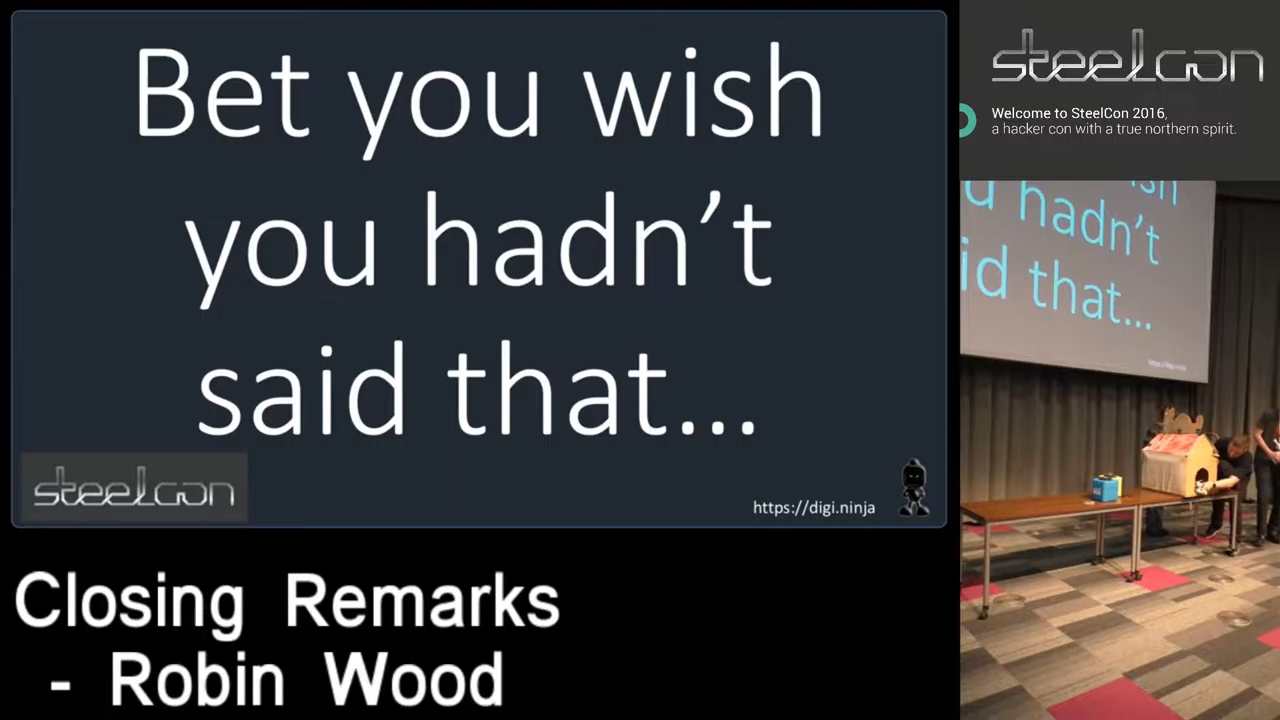 Bet you wish
you hadn't
said that...
steelcon
https://digi.ninja
Closing Remarks
- Robin Wood
steelcon
Welcome to SteelCon 2016,
a hacker con with a true northern spirit.
hadn't
that...